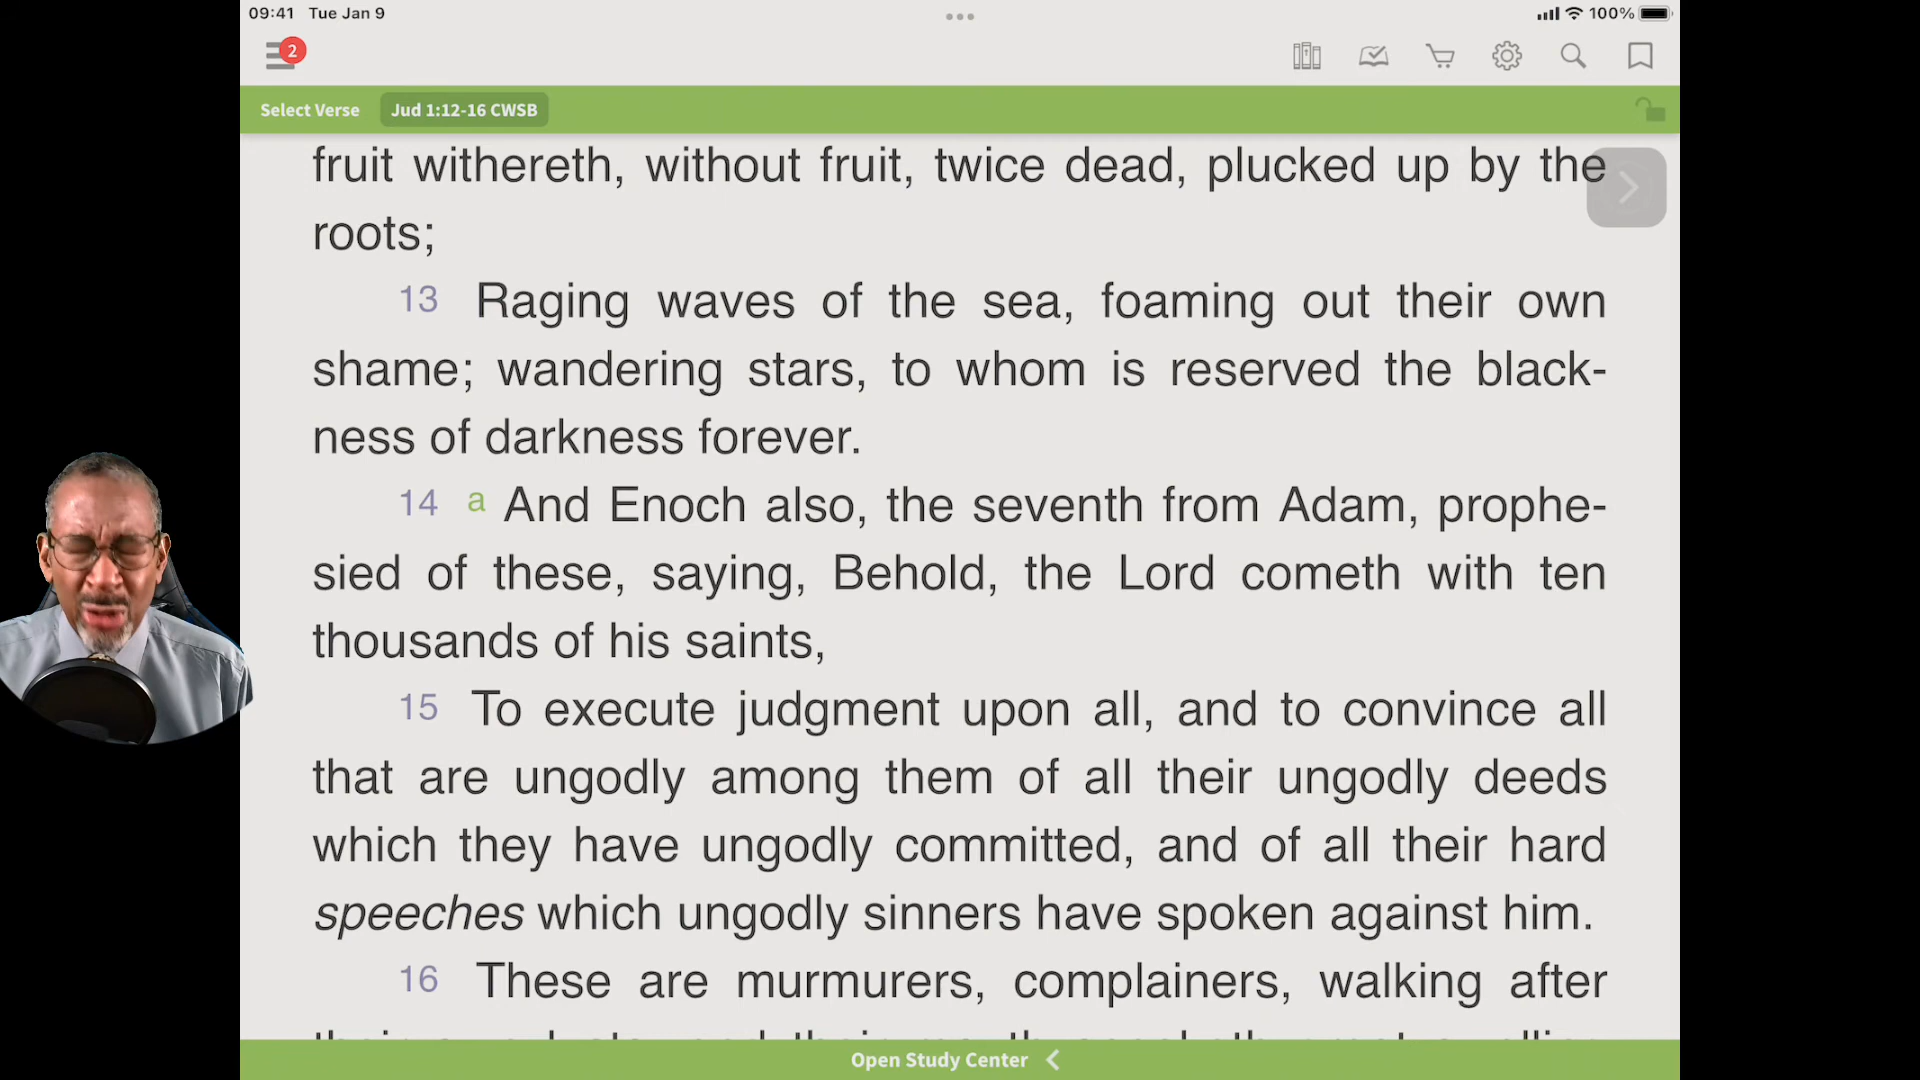 09:41 Tue Jan 9
100%
2
Select Verse Jud 1:12-16 CWSB
fruit withereth, without fruit, twice dead, plucked up by the
roots;
13 Raging waves of the sea, foaming out their own
shame; wandering stars, to whom is reserved the black-
ness of darkness forever.
14 a And Enoch also, the seventh from Adam, prophe-
sied of these, saying, Behold, the Lord cometh with ten
thousands of his saints,
15 To execute judgment upon all, and to convince all
that are ungodly among them of all their ungodly deeds
which they have ungodly committed, and of all their hard
speeches which ungodly sinners have spoken against him.
16 These are murmurers, complainers, walking after
Open Study Center